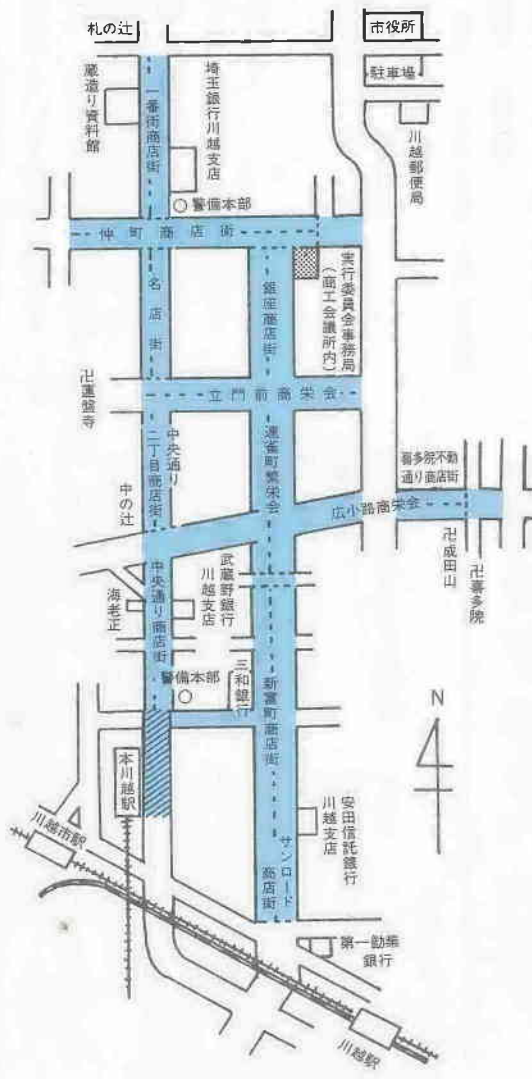 札の辻
市役所
駐車場
蔵造り資料館
一番街商店街
埼玉銀行川越支店
川越郵便局
警備本部
仲町商店街
名店街
銀座商店街
実行委員会事務局
(商工会議所内)
卍蓮馨寺
立門前商栄会
中央通り
二丁目商店街
連雀町繁栄会
喜多院不動
通り商店街
中の辻
広小路商栄会
卍成田山
卍喜多院
海老正
中央通り商店街
武蔵野銀行
川越支店
警備本部
三和銀行
新富町商店街
N
本川越駅
川越市駅
サンロード
商店街
安田信託銀行
川越支店
第一勧業
銀行
川越駅